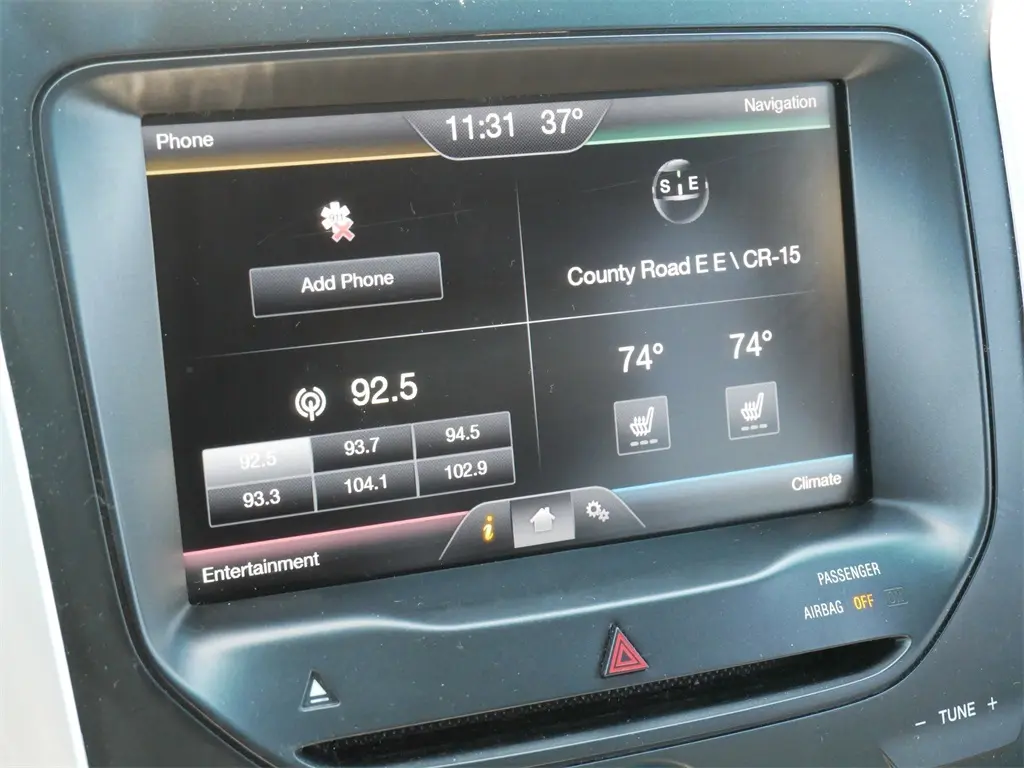 Phone
11:31 37°
Navigation
S E
Add Phone
County Road E E \ CR-15
92.5
74° 74°
92.5 93.7 94.5
93.3 104.1 102.9
i
Climate
Entertainment
PASSENGER
AIRBAG OFF
- TUNE +